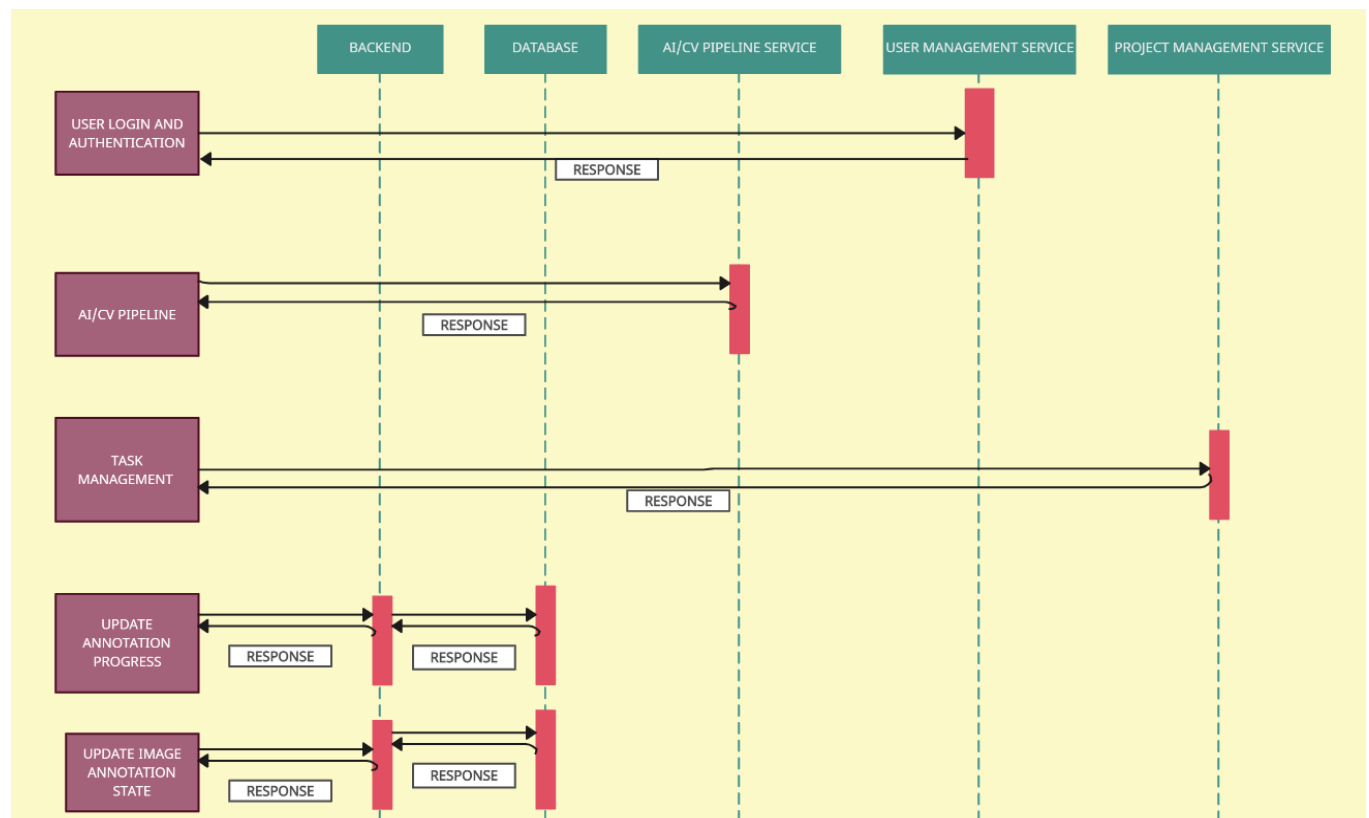 BACKEND
DATABASE
AI/CV PIPELINE SERVICE
USER MANAGEMENT SERVICE
PROJECT MANAGEMENT SERVICE
USER LOGIN AND
AUTHENTICATION
RESPONSE
AI/CV PIPELINE
RESPONSE
TASK
MANAGEMENT
RESPONSE
UPDATE
ANNOTATION
PROGRESS
RESPONSE
RESPONSE
UPDATE IMAGE
ANNOTATION
STATE
RESPONSE
RESPONSE